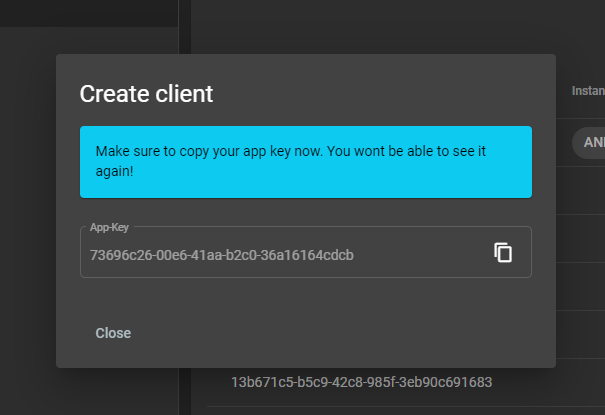 Create client
Instan
Make sure to copy your app key now. You wont be able to see it
again!
AN
App-Key
73696c26-00e6-41aa-b2c0-36a16164cdcb
Close
13b671c5-b5c9-42c8-985f-3eb90c691683